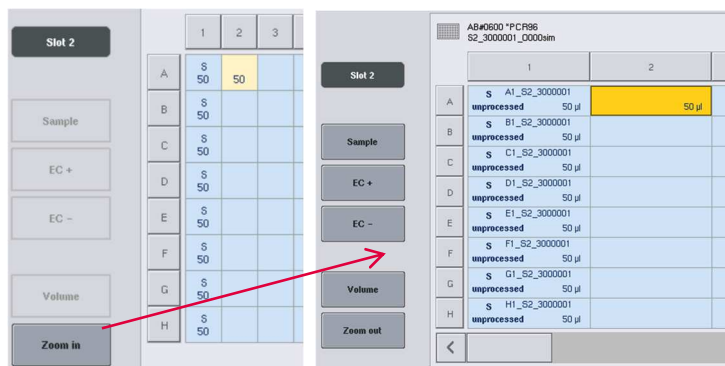 Slot 2
Sample
EC +
EC –
Volume
Zoom in
1 2 3
A S 50 50
B S 50
C S 50
D S 50
E S 50
F S 50
G S 50
H S 50
AB#0600 "PCR96
S2_3000001_0000sim
Slot 2
Sample
EC +
EC –
Volume
Zoom out
1 2
A S A1_S2_3000001
unprocessed 50 µl 50 µl
B S B1_S2_3000001
unprocessed 50 µl
C S C1_S2_3000001
unprocessed 50 µl
D S D1_S2_3000001
unprocessed 50 µl
E S E1_S2_3000001
unprocessed 50 µl
F S F1_S2_3000001
unprocessed 50 µl
G S G1_S2_3000001
unprocessed 50 µl
H S H1_S2_3000001
unprocessed 50 µl